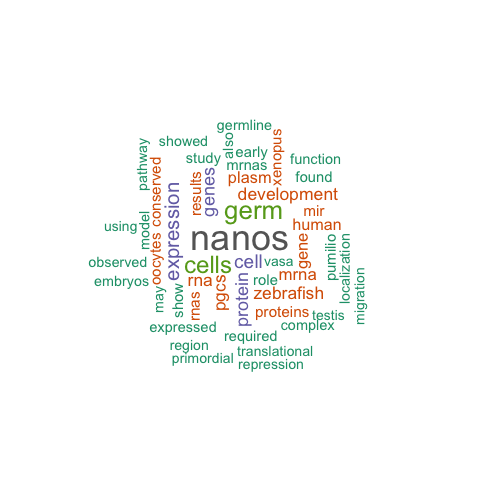 germline
showed
also
xenopus
pathway
study
early
mrnas
function
conserved
results
genes
plasm
found
expression
development
using
model
germ
mir
human
nanos
gene
pumilio
localization
observed
oocytes
cells
cell
vasa
embryos
rna
pgcs
protein
role
mrna
may
show
rnas
zebrafish
migration
proteins
testis
expressed
complex
required
region
translational
primordial
repression